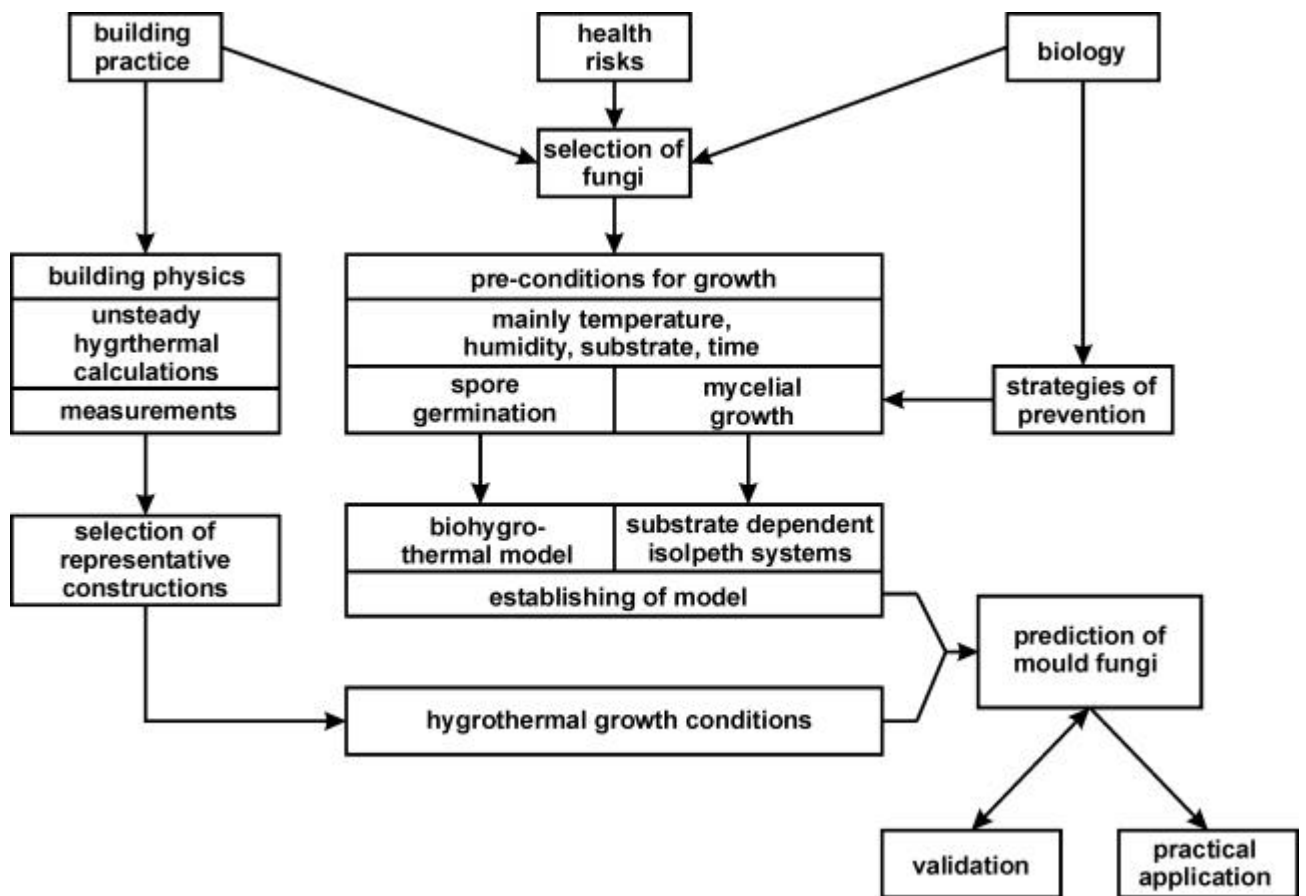 building
practice
health
risks
biology
selection of
fungi
building physics
unsteady
hygrthermal
calculations
measurements
pre-conditions for growth
mainly temperature,
humidity, substrate, time
spore
germination
mycelial
growth
strategies of
prevention
selection of
representative
constructions
biohygro-
thermal model
substrate dependent
isolpeth systems
establishing of model
prediction of
mould fungi
hygrothermal growth conditions
validation
practical
application